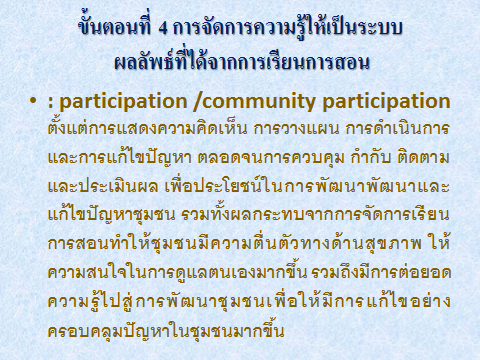 ขั้นตอนที่ 4 การจัดการความรู้ให้เป็นระบบ
ผลลัพธ์ที่ได้จากการเรียนการสอน
• : participation /community participation
ตั้งแต่การแสดงความคิดเห็น การวางแผน การดำเนินการ
และการแก้ไขปัญหา ตลอดจนการควบคุม กำกับ ติดตาม
และประเมินผล เพื่อประโยชน์ในการพัฒนาพัฒนาและ
แก้ไขปัญหาชุมชน รวมทั้งผลกระทบจากการจัดการเรียน
การสอนทำให้ชุมชนมีความตื่นตัวทางด้านสุขภาพ ให้
ความสนใจในการดูแลตนเองมากขึ้น รวมถึงมีการต่อยอด
ความรู้ไปสู่การพัฒนาชุมชนเพื่อให้มีการแก้ไขอย่าง
ครอบคลุมปัญหาในชุมชนมากขึ้น